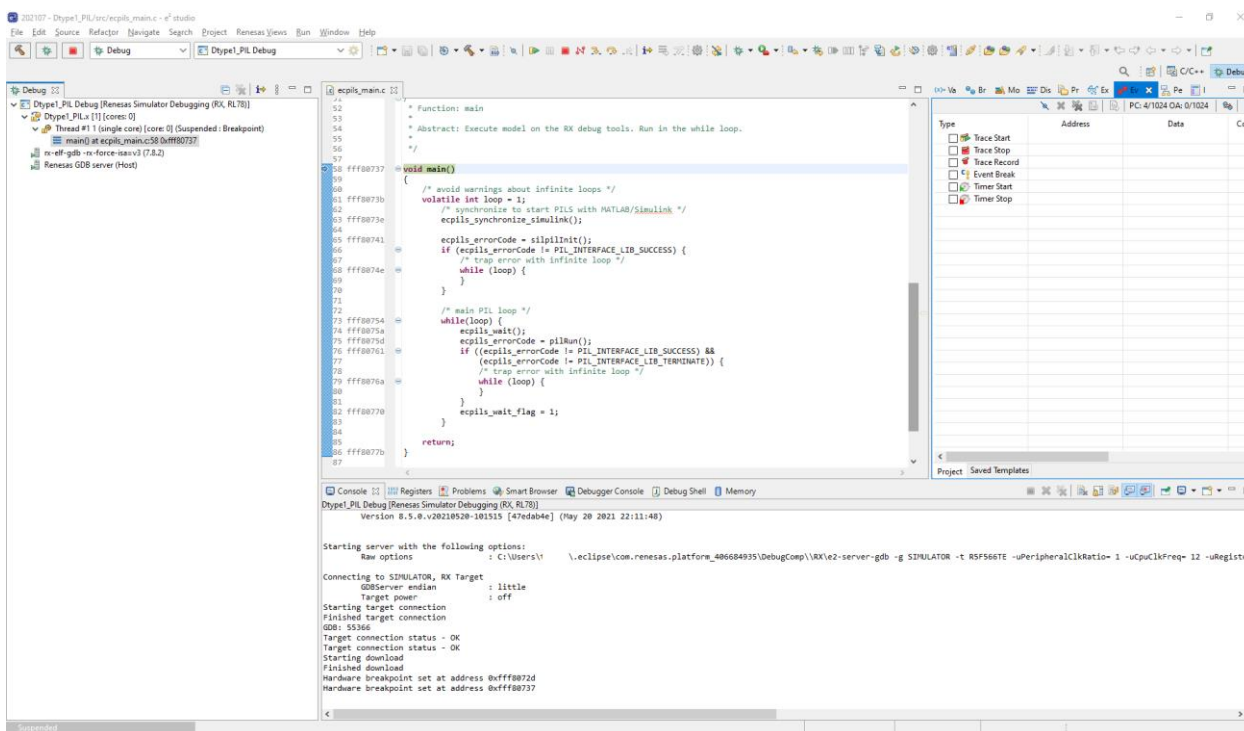 202107 - Dtype1_PIL/src/ecpils_main.c - e² studio
File Edit Source Refactor Navigate Search Project Renesas Views Run Window Help
Debug
Dtype1_PIL Debug
C/C++
Debu
Debug
Dtype1_PIL Debug [Renesas Simulator Debugging (RX, RL78)]
Dtype1_PIL.x [1] [cores: 0]
Thread #1 1 (single core) [core: 0] (Suspended : Breakpoint)
main() at ecpils_main.c:58 0xfff80737
rx-elf-gdb -rx-force-isa=v3 (7.8.2)
Renesas GDB server (Host)
ecpils_main.c
52 * Function: main
53 *
54 * Abstract: Execute model on the RX debug tools. Run in the while loop.
55 *
56 */
57
58 fff80737 void main()
59 {
60 /* avoid warnings about infinite loops */
61 fff8073b volatile int loop = 1;
62 /* synchronize to start PILS with MATLAB/Simulink */
63 fff8073e ecpils_synchronize_simulink();
64
65 fff80741 ecpils_errorCode = silpilInit();
66 if (ecpils_errorCode != PIL_INTERFACE_LIB_SUCCESS) {
67 /* trap error with infinite loop */
68 fff8074e while (loop) {
69 }
70 }
71
72 /* main PIL loop */
73 fff80754 while(loop) {
74 fff8075a ecpils_wait();
75 fff8075d ecpils_errorCode = pilRun();
76 fff80761 if ((ecpils_errorCode != PIL_INTERFACE_LIB_SUCCESS) &&
77 (ecpils_errorCode != PIL_INTERFACE_LIB_TERMINATE)) {
78 /* trap error with infinite loop */
79 fff8076a while (loop) {
80 }
81 }
82 fff80770 ecpils_wait_flag = 1;
83 }
84
85 return;
86 fff8077b }
87
Va Br Mo Dis Pr Ex Ev Pe
PC: 4/1024 OA: 0/1024
Type Address Data Co
Trace Start
Trace Stop
Trace Record
Event Break
Timer Start
Timer Stop
Project Saved Templates
Console Registers Problems Smart Browser Debugger Console Debug Shell Memory
Dtype1_PIL Debug [Renesas Simulator Debugging (RX, RL78)]
Version 8.5.0.v20210520-101515 [47edab4e] (May 20 2021 22:11:48)
Starting server with the following options:
Raw options : C:\Users\ \.eclipse\com.renesas.platform_406684935\DebugComp\\RX\e2-server-gdb -g SIMULATOR -t R5F566TE -uPeripheralClkRatio= 1 -uCpuClkFreq= 12 -uRegiste
Connecting to SIMULATOR, RX Target
GDBServer endian : little
Target power : off
Starting target connection
Finished target connection
GDB: 55366
Target connection status - OK
Target connection status - OK
Starting download
Finished download
Hardware breakpoint set at address 0xfff8072d
Hardware breakpoint set at address 0xfff80737
Suspended